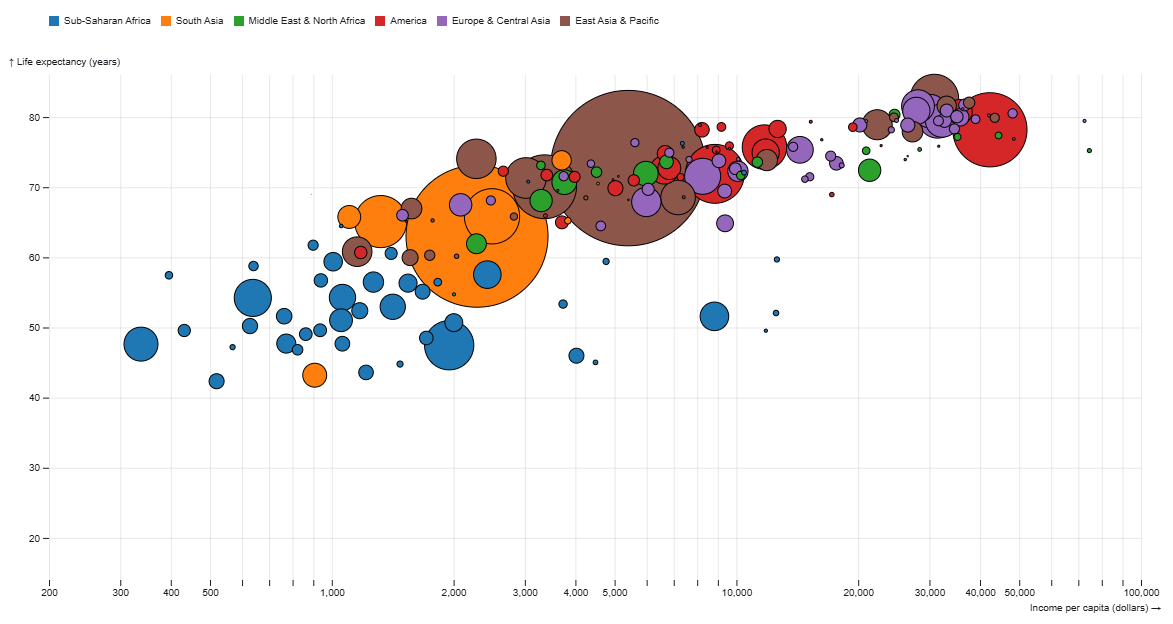 Sub-Saharan Africa South Asia Middle East & North Africa America Europe & Central Asia East Asia & Pacific
↑ Life expectancy (years)
80
70
60
50
40
30
20
200 300 400 500 1,000 2,000 3,000 4,000 5,000 10,000 20,000 30,000 40,000 50,000 100,000
Income per capita (dollars) →